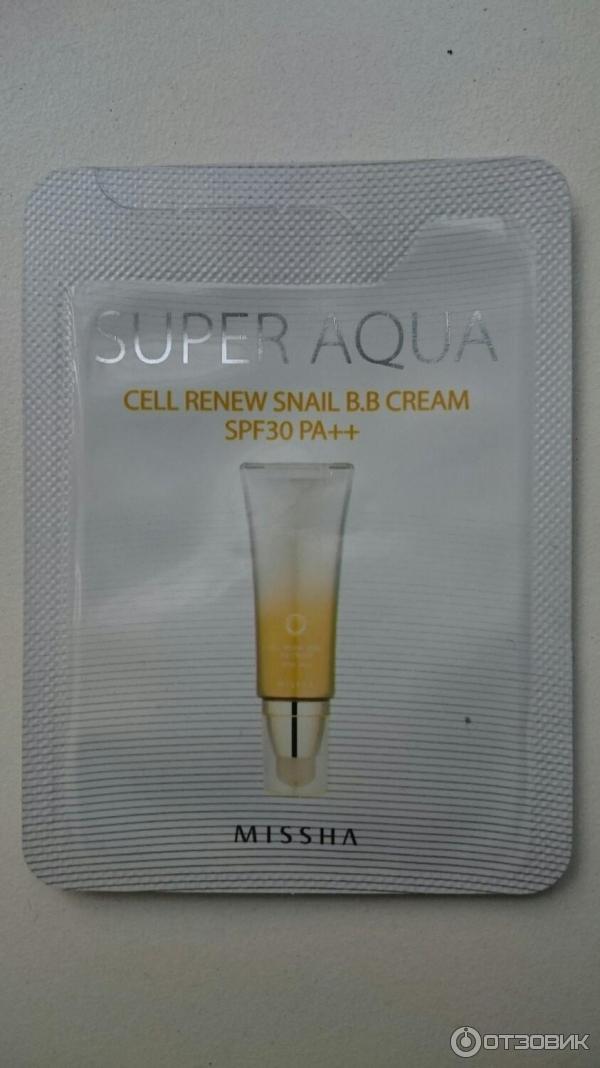 SUPER AQUA
CELL RENEW SNAIL B.B CREAM
SPF30 PA++
MISSHA
ОТЗОВИК